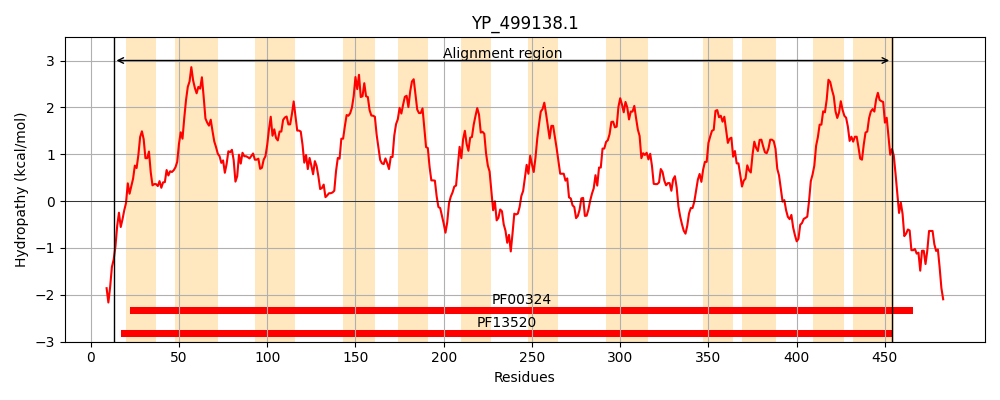 YP_499138.1
Alignment region
Hydropathy (kcal/mol)
3
2
1
0
−1
−2
−3
PF00324
PF13520
0 50 100 150 200 250 300 350 400 450
Residues